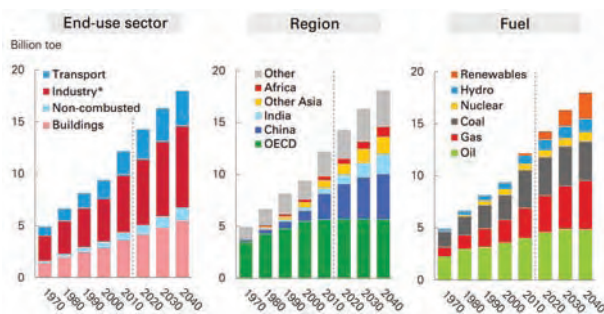 End-use sector
Billion toe
20
Transport
Industry*
Non-combusted
Buildings
15
10
5
0
1970
1980
1990
2000
2010
2020
2030
2040
Region
20
Other
Africa
Other Asia
India
China
OECD
15
10
5
0
1970
1980
1990
2000
2010
2020
2030
2040
Fuel
20
Renewables
Hydro
Nuclear
Coal
Gas
Oil
15
10
5
0
1970
1980
1990
2000
2010
2020
2030
2040